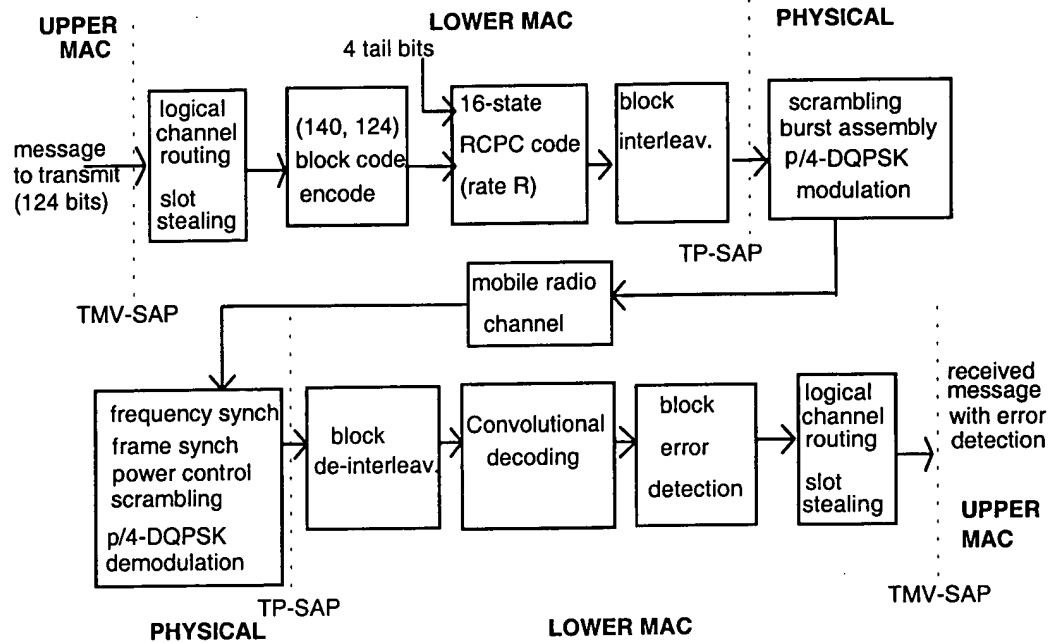 UPPER
MAC
LOWER MAC
PHYSICAL
4 tail bits
message
to transmit
(124 bits)
logical
channel
routing
slot
stealing
(140, 124)
block code
encode
16-state
RCPC code
(rate R)
block
interleav.
scrambling
burst assembly
p/4-DQPSK
modulation
TP-SAP
TMV-SAP
mobile radio
channel
frequency synch
frame synch
power control
scrambling
p/4-DQPSK
demodulation
block
de-interleav.
Convolutional
decoding
block
error
detection
logical
channel
routing
slot
stealing
received
message
with error
detection
UPPER
MAC
TP-SAP
TMV-SAP
PHYSICAL
LOWER MAC